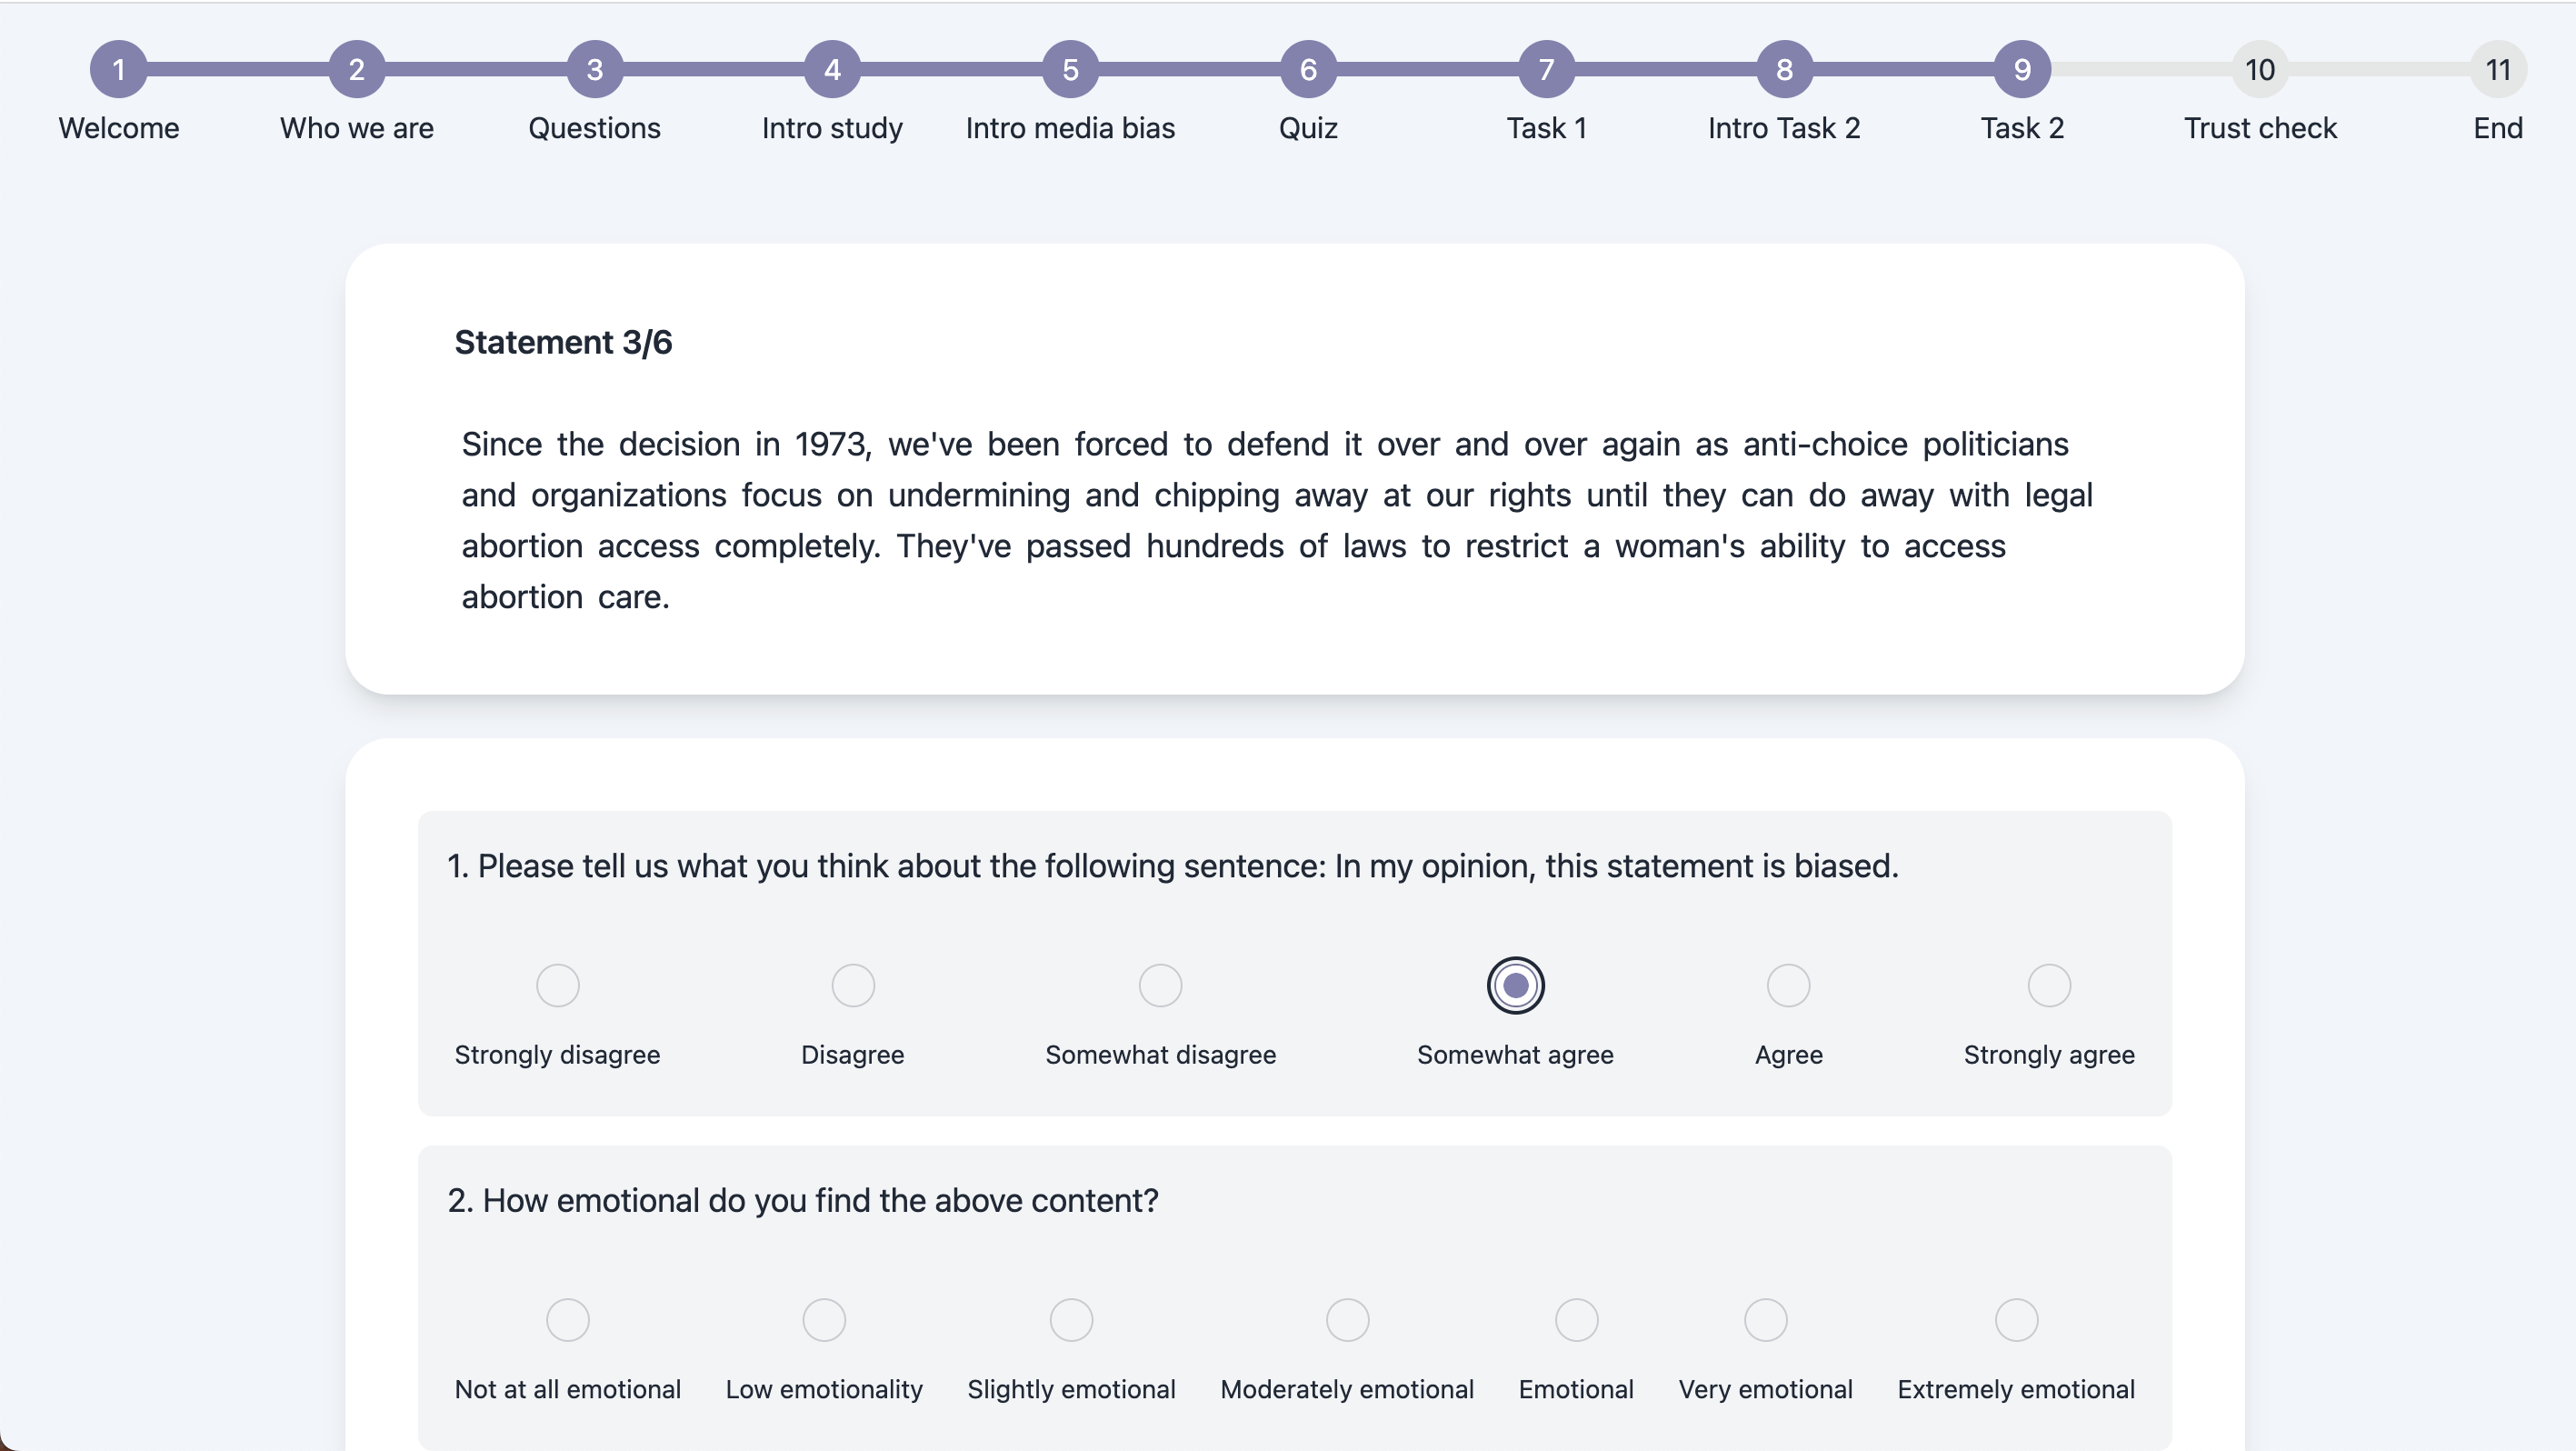 1 2 3 4 5 6 7 8 9 10 11
Welcome Who we are Questions Intro study Intro media bias Quiz Task 1 Intro Task 2 Task 2 Trust check End
Statement 3/6
Since the decision in 1973, we've been forced to defend it over and over again as anti-choice politicians
and organizations focus on undermining and chipping away at our rights until they can do away with legal
abortion access completely. They've passed hundreds of laws to restrict a woman's ability to access
abortion care.
1. Please tell us what you think about the following sentence: In my opinion, this statement is biased.
Strongly disagree Disagree Somewhat disagree Somewhat agree Agree Strongly agree
2. How emotional do you find the above content?
Not at all emotional Low emotionality Slightly emotional Moderately emotional Emotional Very emotional Extremely emotional